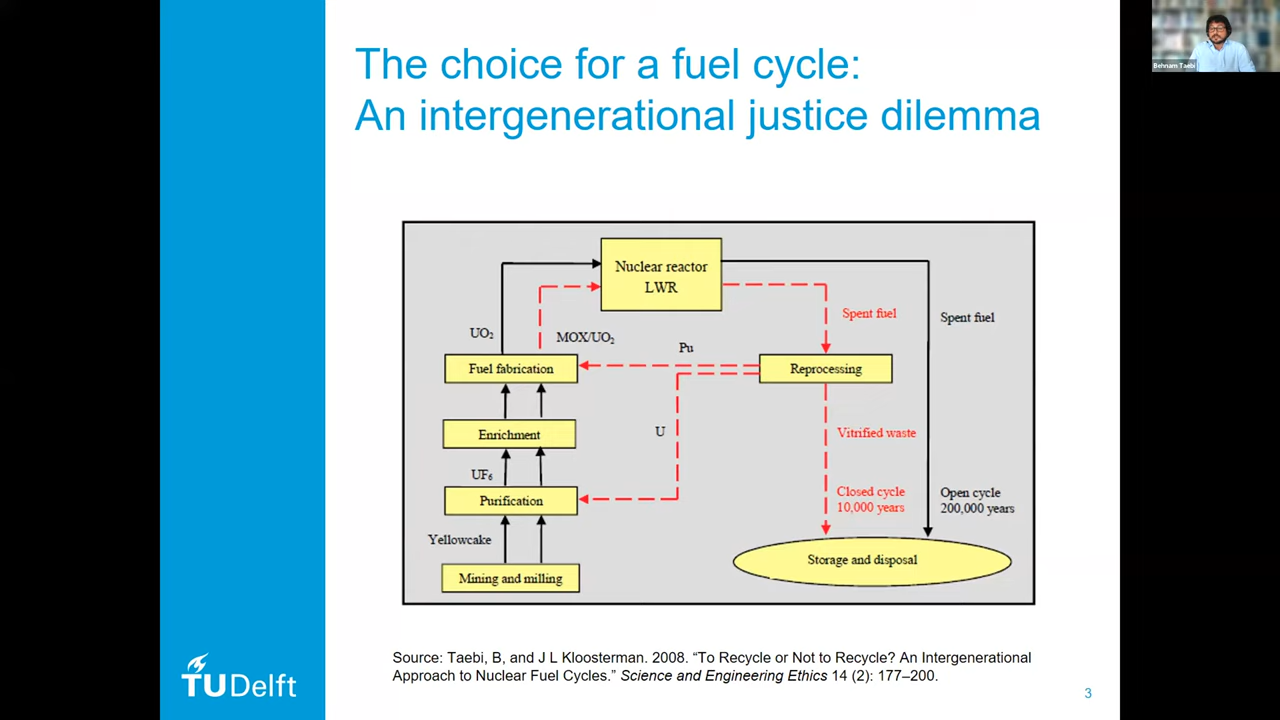 The choice for a fuel cycle:
An intergenerational justice dilemma
Behnam Taebi
Nuclear reactor
LWR
Spent fuel
Spent fuel
UO₂
MOX/UO₂
Pu
Fuel fabrication
Reprocessing
Enrichment
U
Vitrified waste
UF₆
Purification
Closed cycle
10,000 years
Open cycle
200,000 years
Yellowcake
Storage and disposal
Mining and milling
Source: Taebi, B, and J L Kloosterman. 2008. “To Recycle or Not to Recycle? An Intergenerational
Approach to Nuclear Fuel Cycles.” Science and Engineering Ethics 14 (2): 177–200.
TUDelft
3